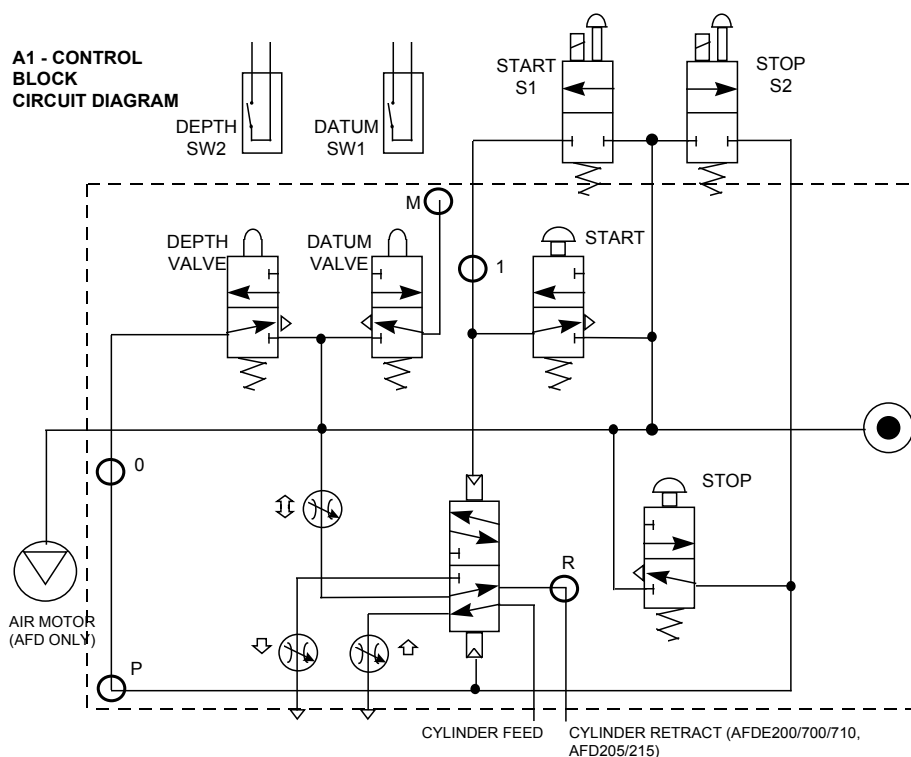 A1 - CONTROL
BLOCK
CIRCUIT DIAGRAM
DEPTH
SW2
DATUM
SW1
START
S1
STOP
S2
M
DEPTH
VALVE
DATUM
VALVE
1
START
0
STOP
R
AIR MOTOR
(AFD ONLY)
P
CYLINDER FEED
CYLINDER RETRACT (AFDE200/700/710,
AFD205/215)